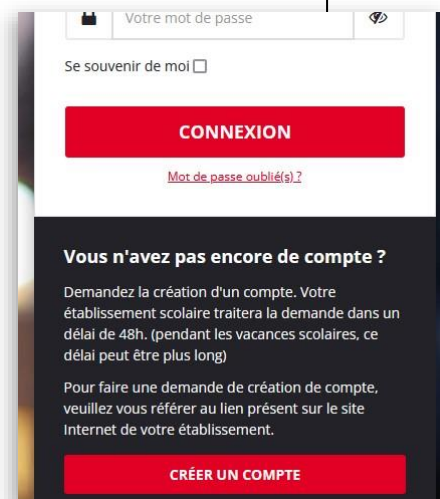 Votre mot de passe
Se souvenir de moi
CONNEXION
Mot de passe oublié(s) ?
Vous n'avez pas encore de compte ?
Demandez la création d'un compte. Votre
établissement scolaire traitera la demande dans un
délai de 48h. (pendant les vacances scolaires, ce
délai peut être plus long)
Pour faire une demande de création de compte,
veuillez vous référer au lien présent sur le site
Internet de votre établissement.
CRÉER UN COMPTE